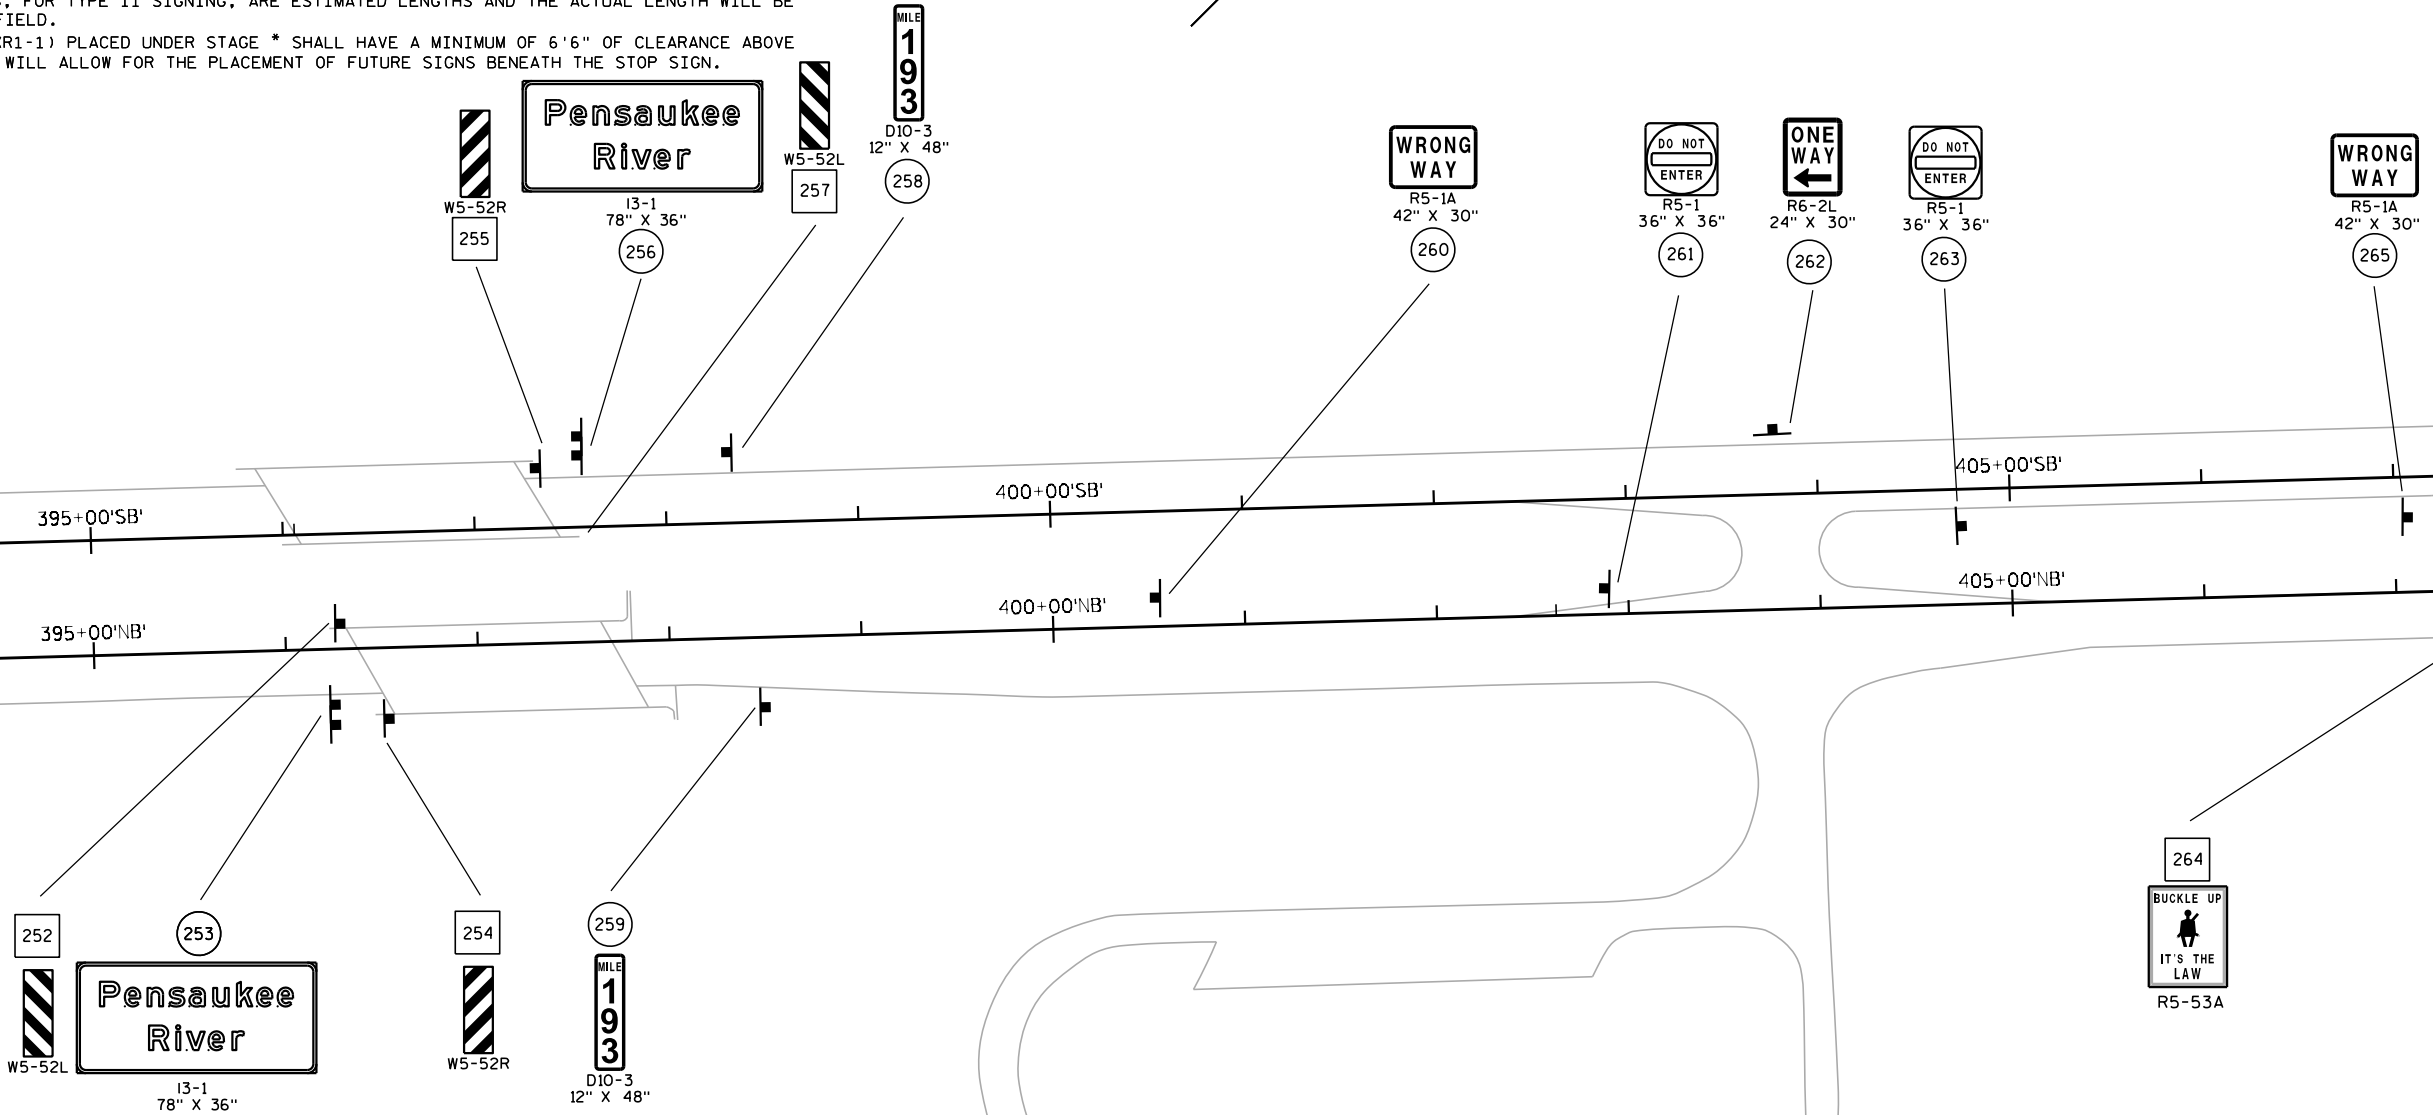 , FOR TYPE II SIGNING, ARE ESTIMATED LENGTHS AND THE ACTUAL LENGTH WILL BE
FIELD.
(R1-1) PLACED UNDER STAGE * SHALL HAVE A MINIMUM OF 6'6" OF CLEARANCE ABOVE
WILL ALLOW FOR THE PLACEMENT OF FUTURE SIGNS BENEATH THE STOP SIGN.
W5-52R
255
Pensaukee
River
I3-1
78" X 36"
256
W5-52L
257
MILE
1
9
3
D10-3
12" X 48"
258
WRONG
WAY
R5-1A
42" X 30"
260
DO NOT
ENTER
R5-1
36" X 36"
261
ONE
WAY
R6-2L
24" X 30"
262
DO NOT
ENTER
R5-1
36" X 36"
263
WRONG
WAY
R5-1A
42" X 30"
265
395+00'SB'
400+00'SB'
405+00'SB'
395+00'NB'
400+00'NB'
405+00'NB'
252
W5-52L
253
Pensaukee
River
I3-1
78" X 36"
254
W5-52R
259
MILE
1
9
3
D10-3
12" X 48"
264
BUCKLE UP
IT'S THE
LAW
R5-53A